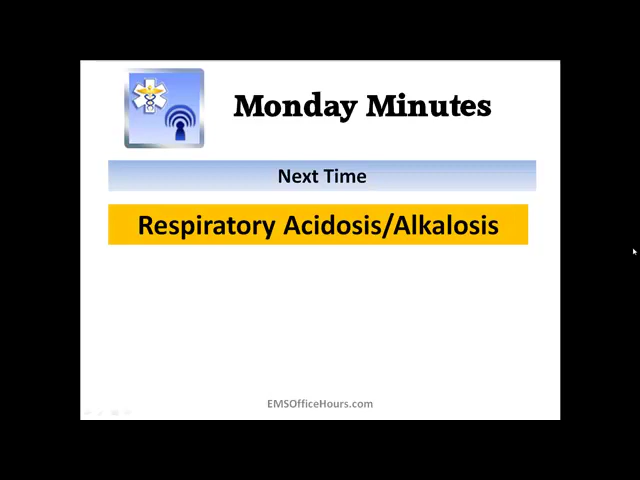 Monday Minutes
Next Time
Respiratory Acidosis/Alkalosis
EMSOfficeHours.com